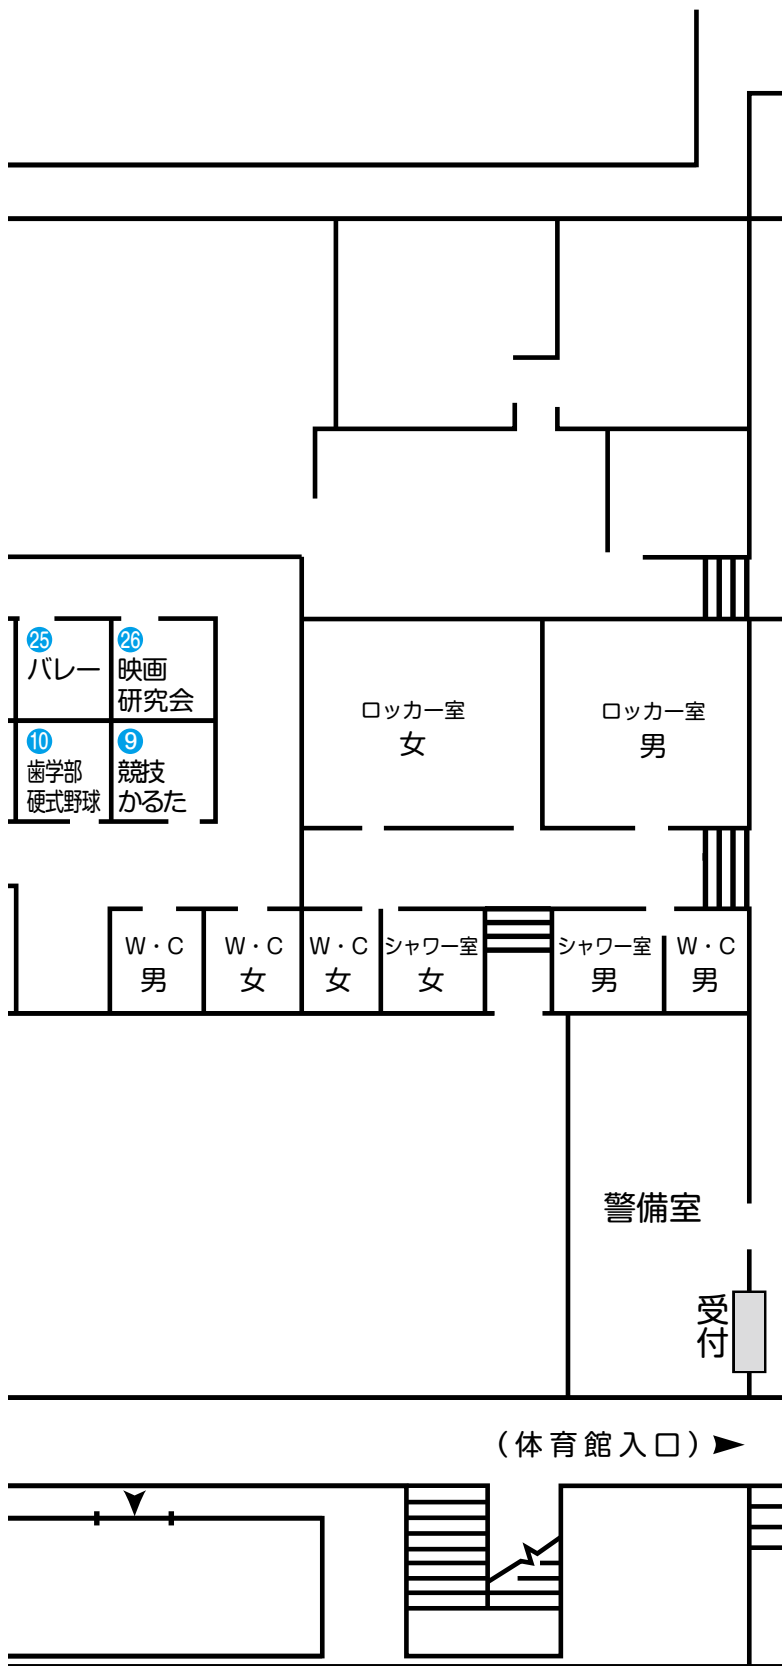 25
バレー
26
映画
研究会
10
歯学部
硬式野球
9
競技
かるた
ロッカー室
女
ロッカー室
男
W・C
男
W・C
女
W・C
女
シャワー室
女
シャワー室
男
W・C
男
警備室
受付
(体育館入口)